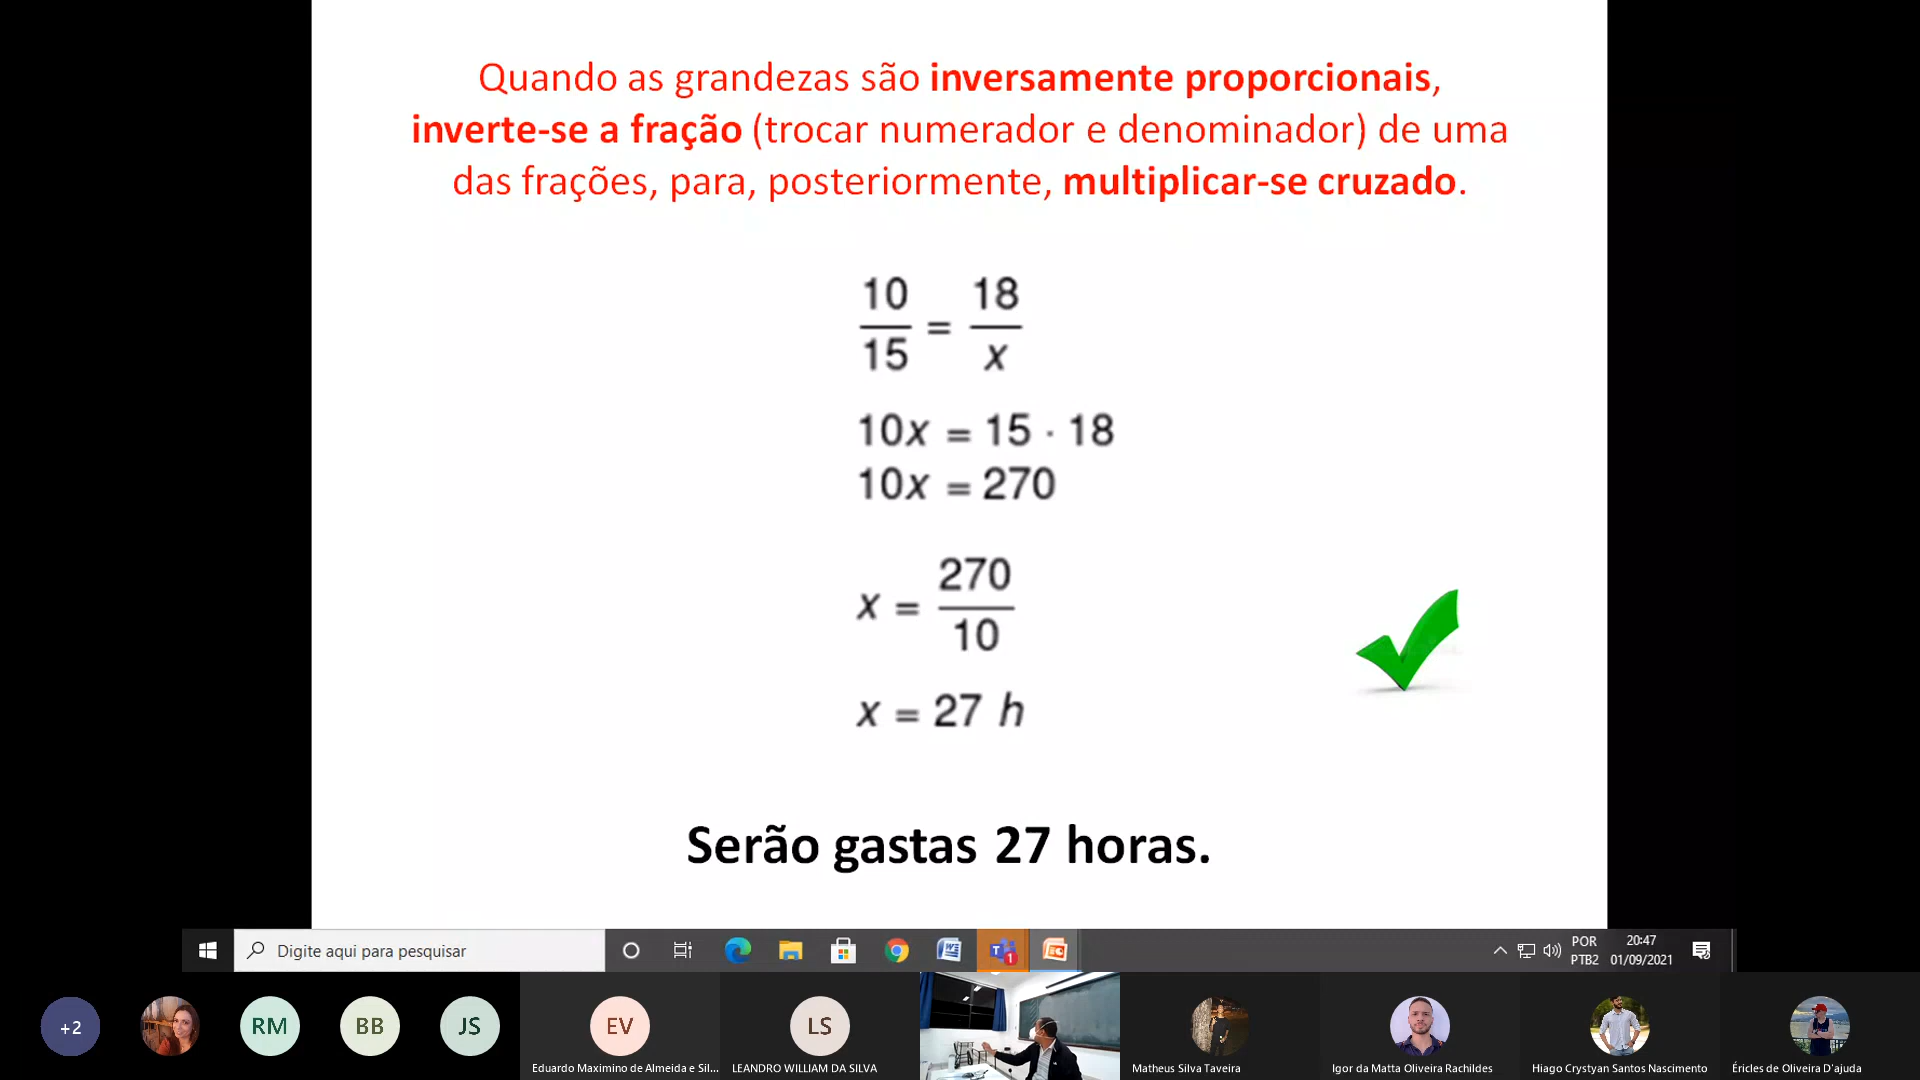 Quando as grandezas são inversamente proporcionais,
inverte-se a fração (trocar numerador e denominador) de uma
das frações, para, posteriormente, multiplicar-se cruzado.
10/15 = 18/x
10x = 15 · 18
10x = 270
x = 270/10
x = 27 h
Serão gastas 27 horas.
Digite aqui para pesquisar
1
POR
PTB2
20:47
01/09/2021
+2
RM
BB
JS
EV
LS
Eduardo Maximino de Almeida e Sil...
LEANDRO WILLIAM DA SILVA
Matheus Silva Taveira
Igor da Matta Oliveira Rachildes
Hiago Crystyan Santos Nascimento
Éricles de Oliveira D'ajuda